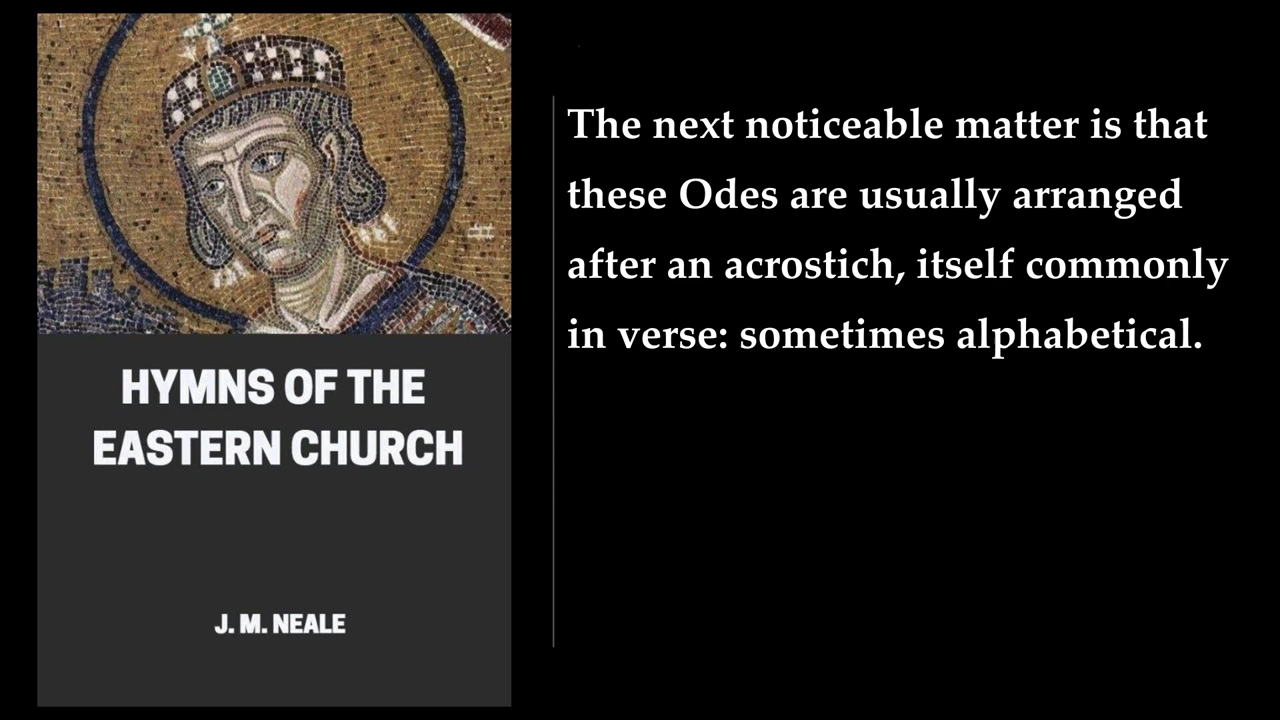 HYMNS OF THE
EASTERN CHURCH
J. M. NEALE
The next noticeable matter is that
these Odes are usually arranged
after an acrostich, itself commonly
in verse: sometimes alphabetical.